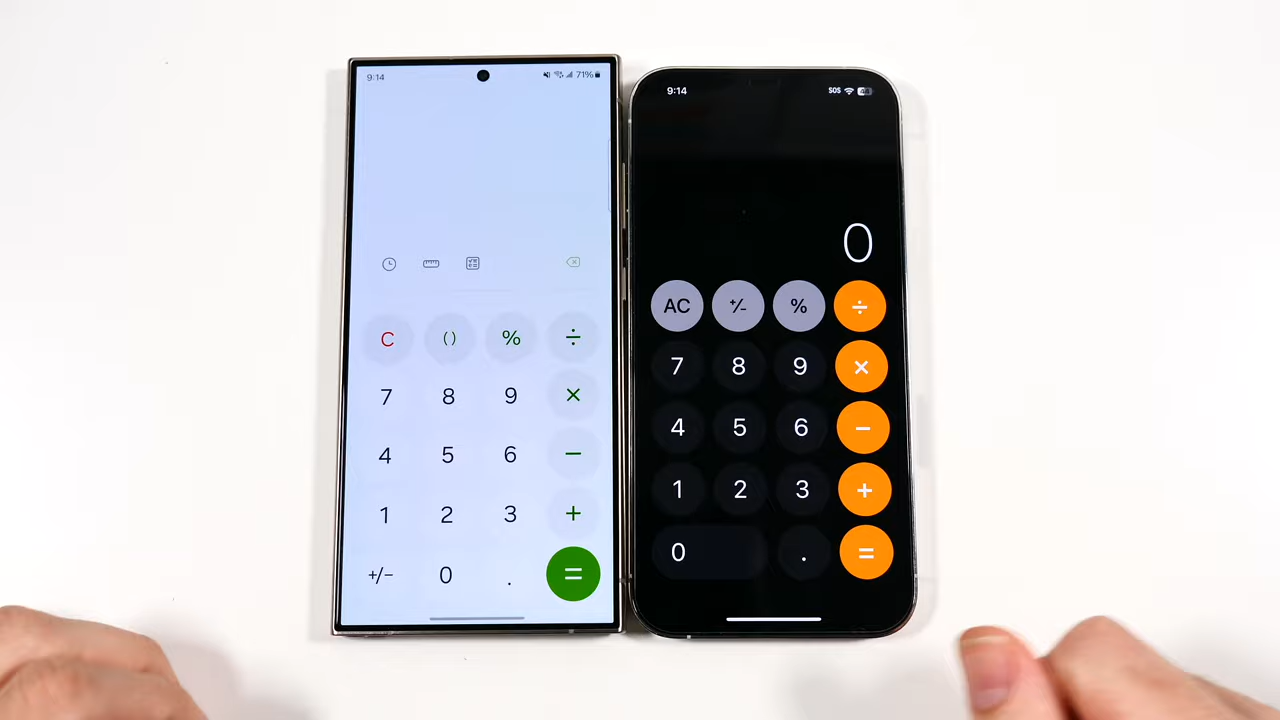 9:14
71%
C () % ÷
7 8 9 ×
4 5 6 −
1 2 3 +
+/− 0 . =
9:14
SOS
0
AC +/− % ÷
7 8 9 ×
4 5 6 −
1 2 3 +
0 . =